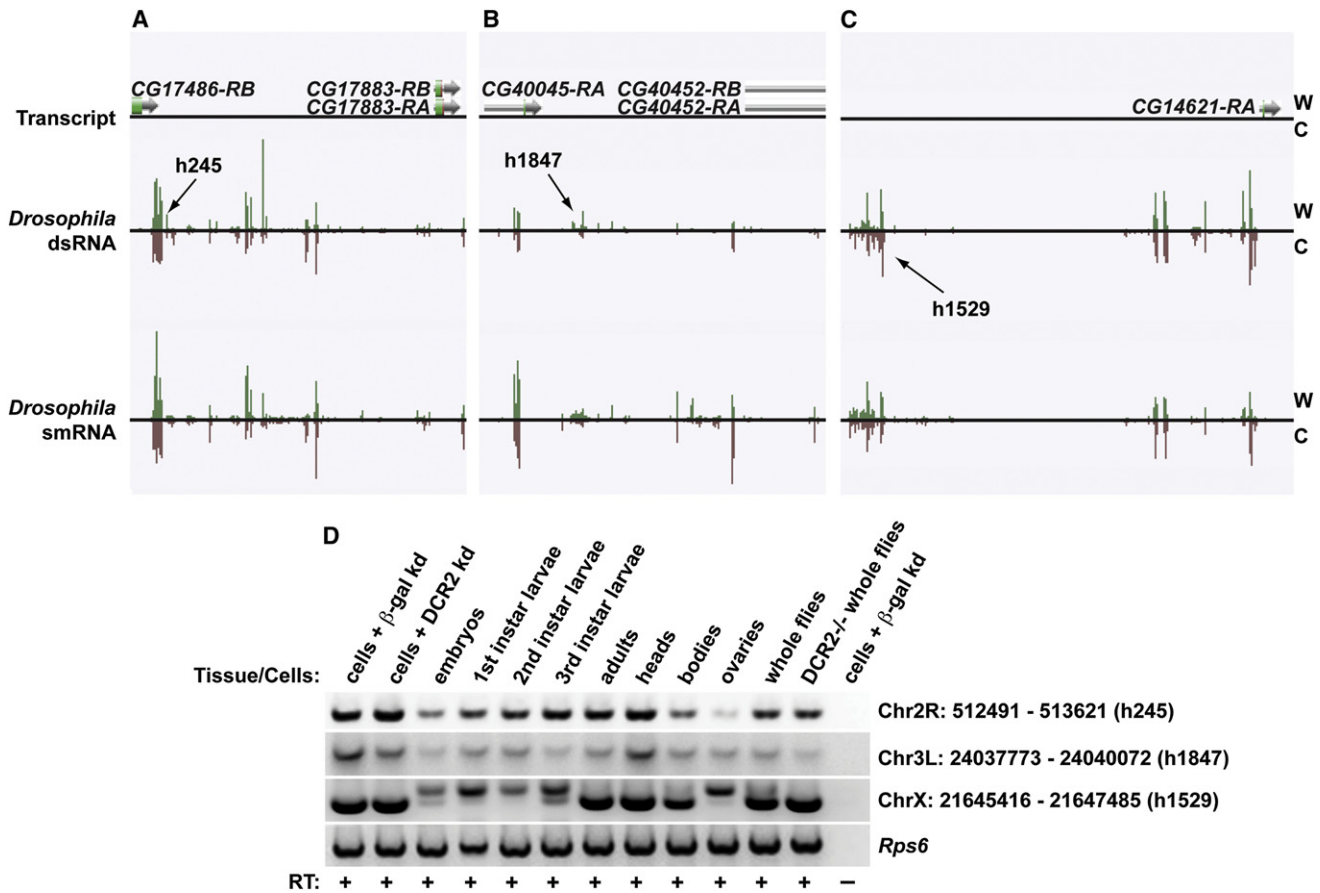 A
B
C
CG17486-RB CG17883-RB
CG17883-RA
CG40045-RA CG40452-RB
CG40452-RA
CG14621-RA
Transcript
W
C
h245
h1847
h1529
Drosophila
dsRNA
W
C
Drosophila
smRNA
W
C
D
Tissue/Cells:
cells + β-gal kd
cells + DCR2 kd
embryos
1st instar larvae
2nd instar larvae
3rd instar larvae
adults
heads
bodies
ovaries
whole flies
DCR2-/- whole flies
cells + β-gal kd
Chr2R: 512491 - 513621 (h245)
Chr3L: 24037773 - 24040072 (h1847)
ChrX: 21645416 - 21647485 (h1529)
Rps6
RT: + + + + + + + + + + + + –